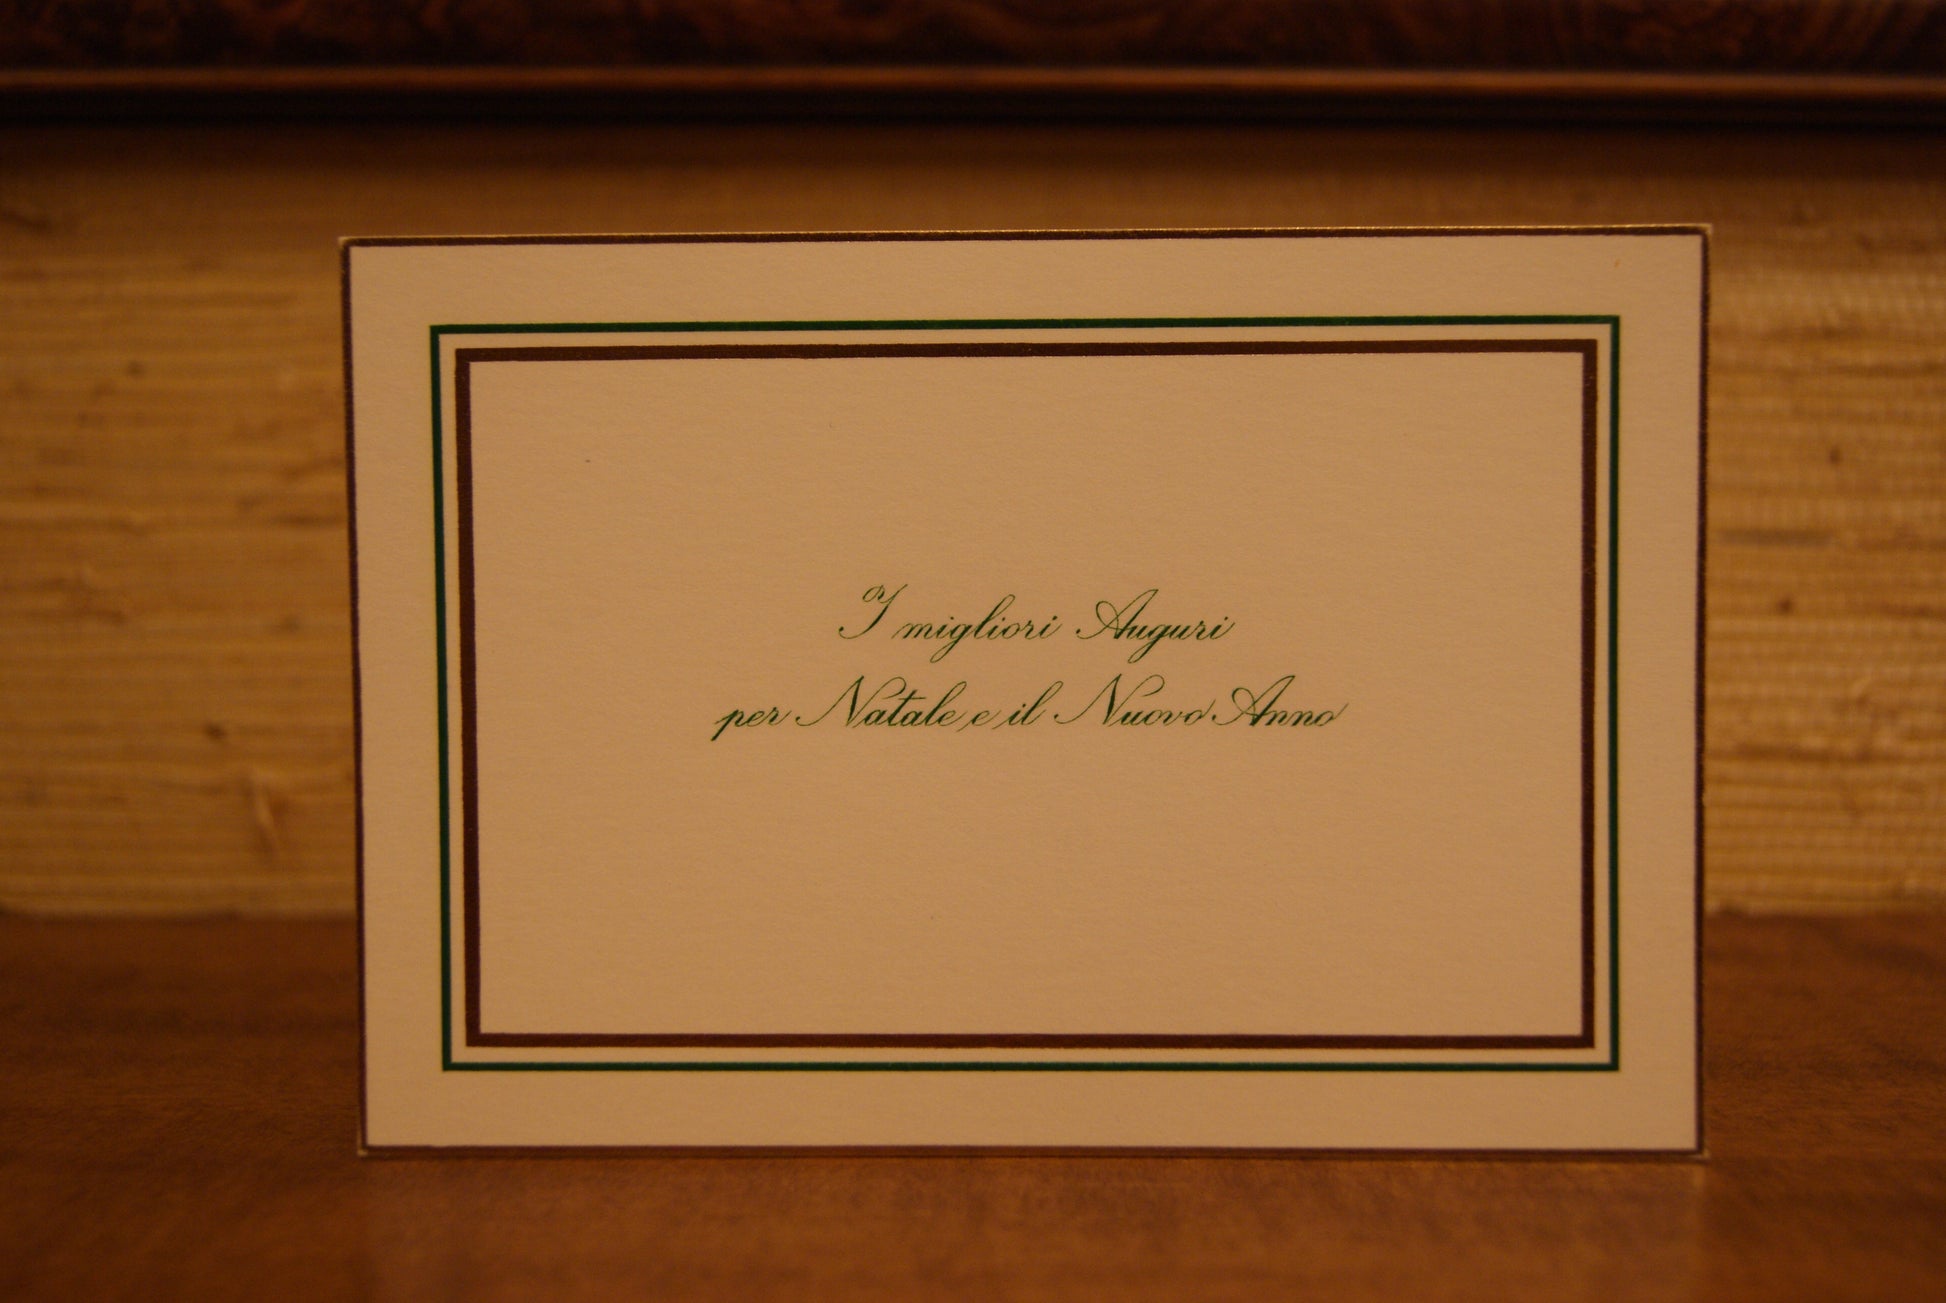 I migliori Auguri
per Natale e il Nuovo Anno